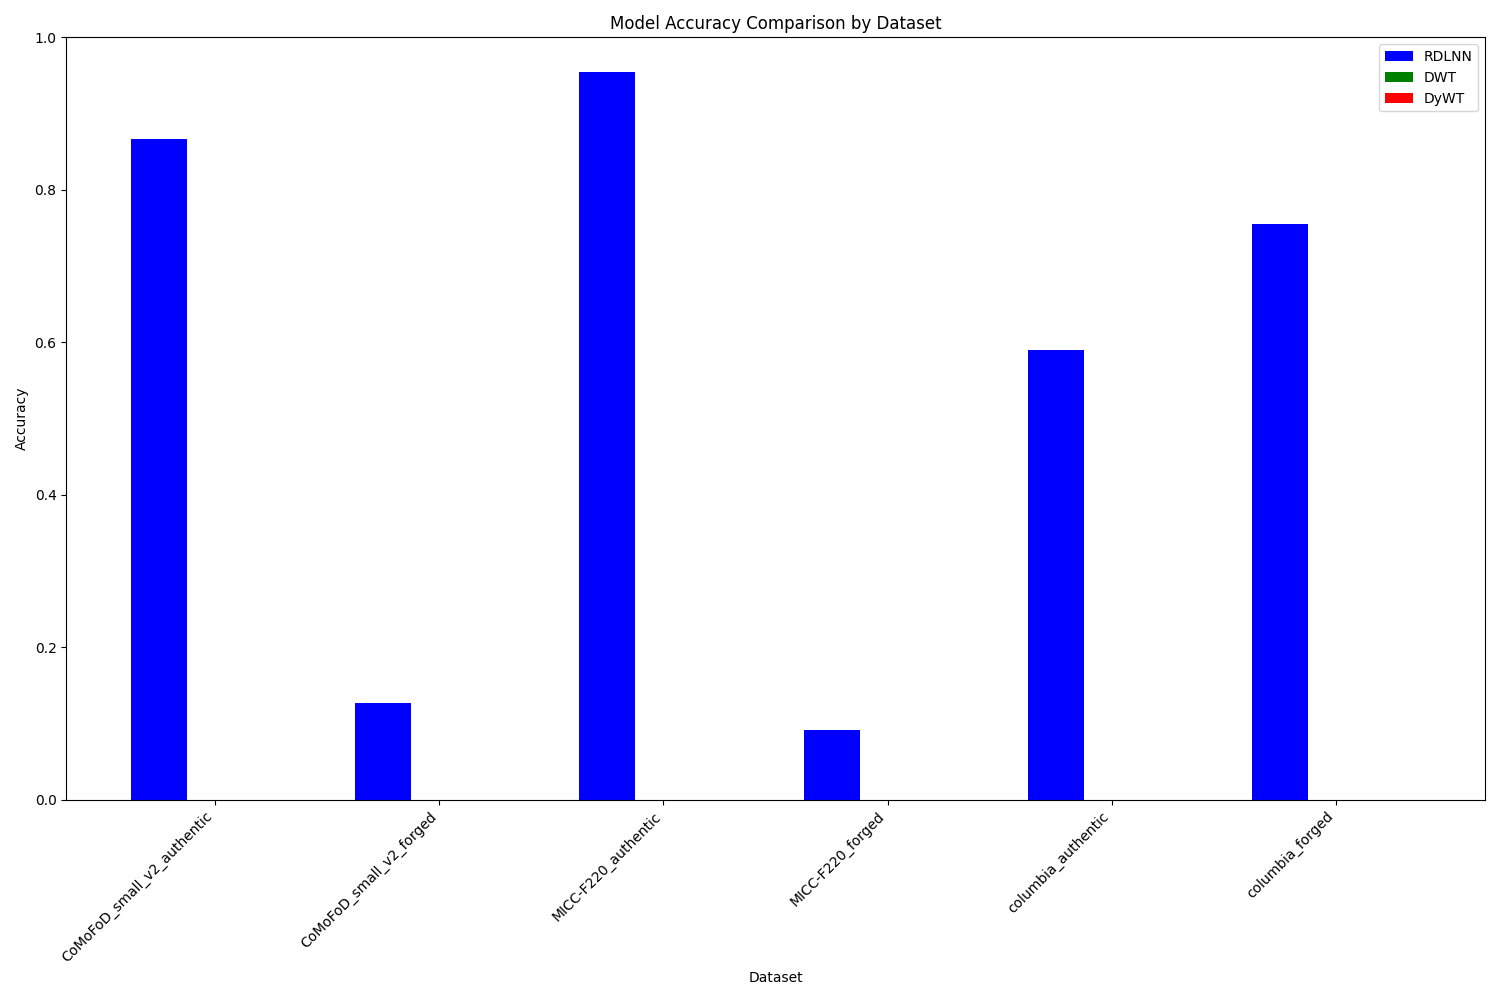 Model Accuracy Comparison by Dataset
RDLNN
DWT
DyWT
1.0
0.8
0.6
0.4
0.2
0.0
Accuracy
CoMoFoD_small_v2_authentic
CoMoFoD_small_v2_forged
MICC-F220_authentic
MICC-F220_forged
columbia_authentic
columbia_forged
Dataset